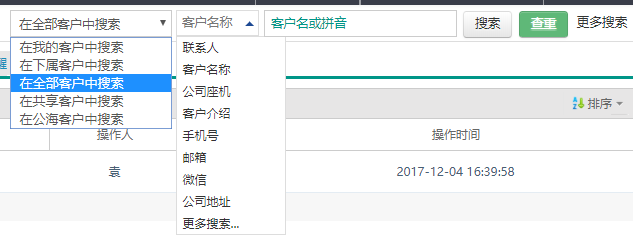 在全部客户中搜索 客户名称 客户名或拼音 搜索 查重 更多搜索
在我的客户中搜索
在下属客户中搜索
在全部客户中搜索
在共享客户中搜索
在公海客户中搜索
联系人
客户名称
公司座机
客户介绍
手机号
邮箱
微信
公司地址
更多搜索...
排序
操作人 操作时间
袁 2017-12-04 16:39:58